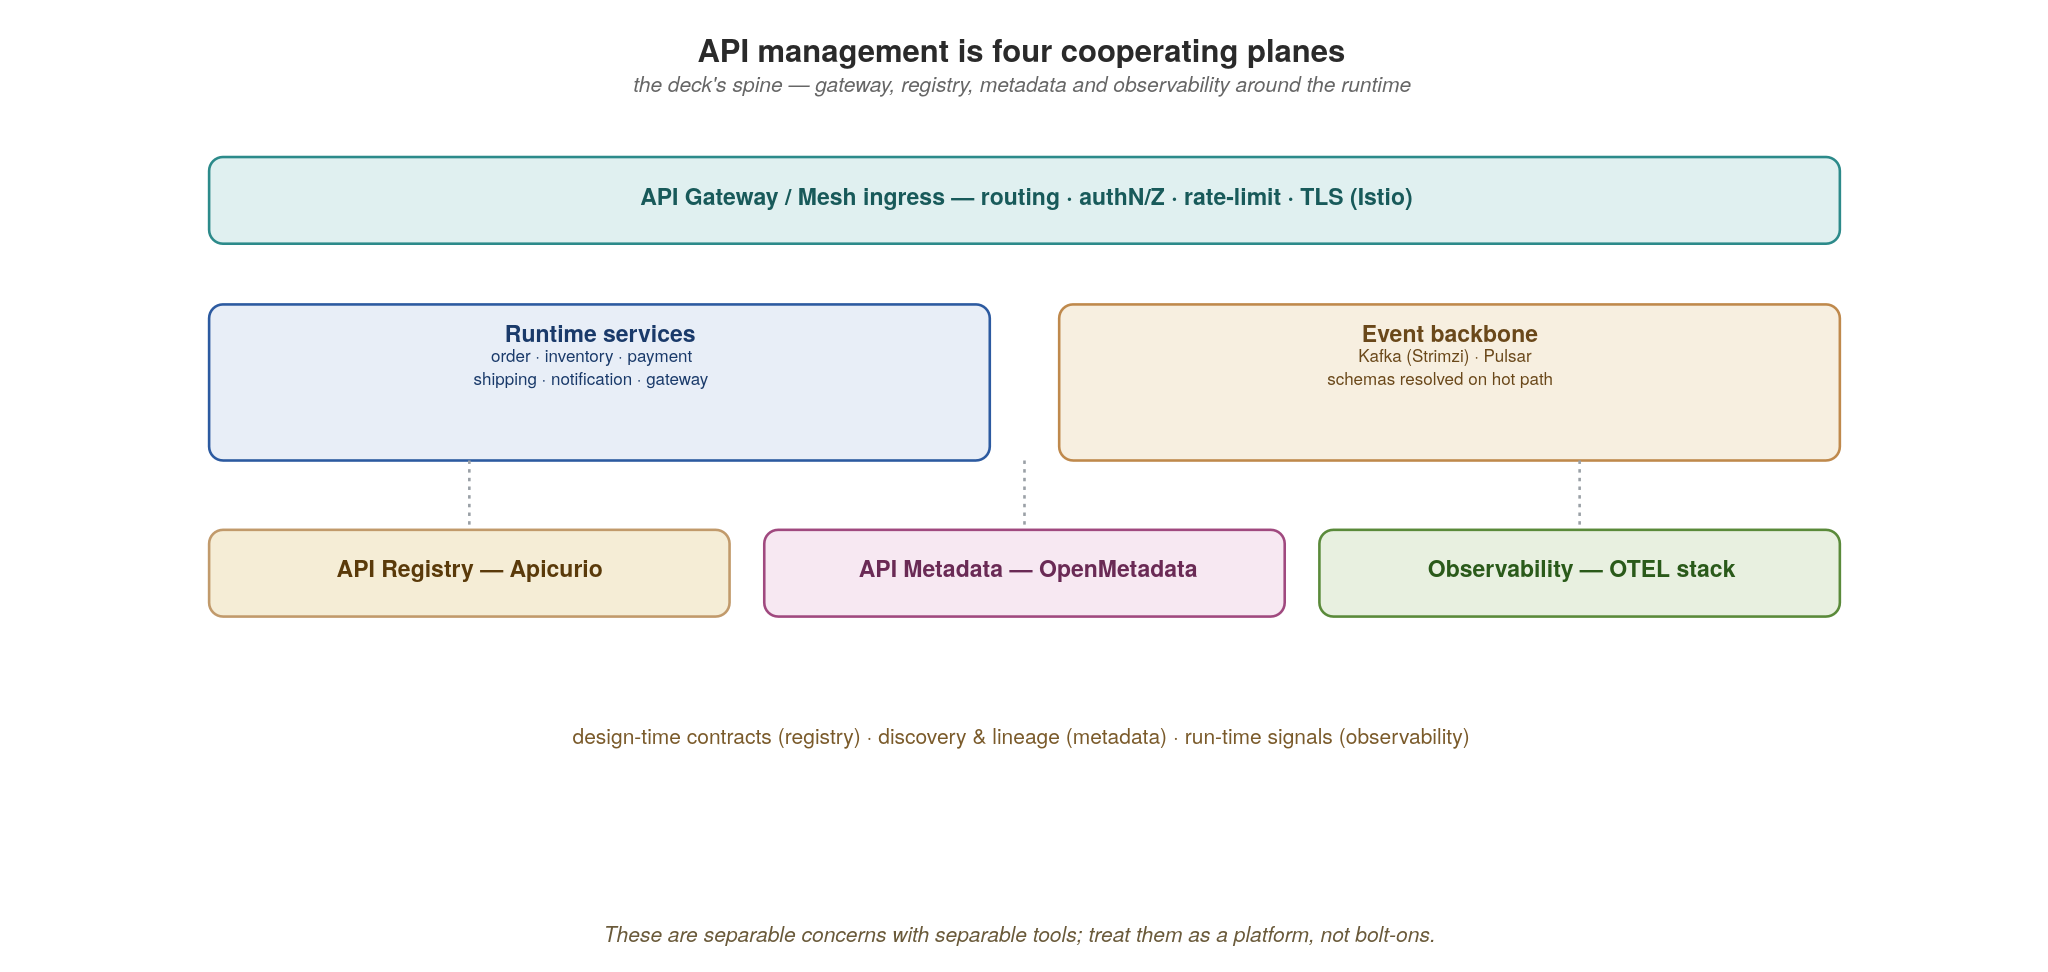 API management is four cooperating planes
the deck's spine — gateway, registry, metadata and observability around the runtime
API Gateway / Mesh ingress — routing · authN/Z · rate-limit · TLS (Istio)
Runtime services
order · inventory · payment
shipping · notification · gateway
Event backbone
Kafka (Strimzi) · Pulsar
schemas resolved on hot path
API Registry — Apicurio
API Metadata — OpenMetadata
Observability — OTEL stack
design-time contracts (registry) · discovery & lineage (metadata) · run-time signals (observability)
These are separable concerns with separable tools; treat them as a platform, not bolt-ons.